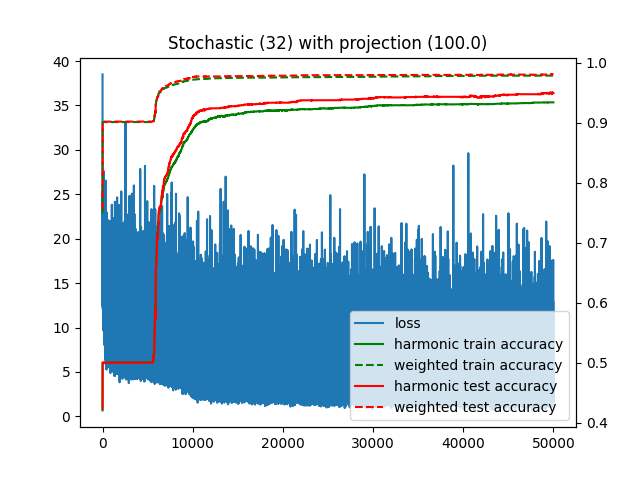 Stochastic (32) with projection (100.0)
40
35
30
25
20
15
10
5
0
1.0
0.9
0.8
0.7
0.6
0.5
0.4
loss
harmonic train accuracy
weighted train accuracy
harmonic test accuracy
weighted test accuracy
0 10000 20000 30000 40000 50000